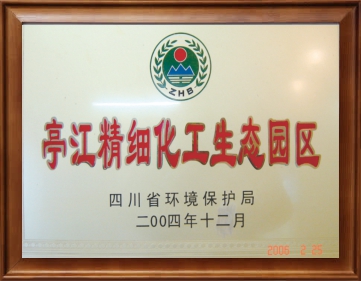 ZHB
亭江精细化工生态园区
四川省环境保护局
二00四年十二月
2006 2 25